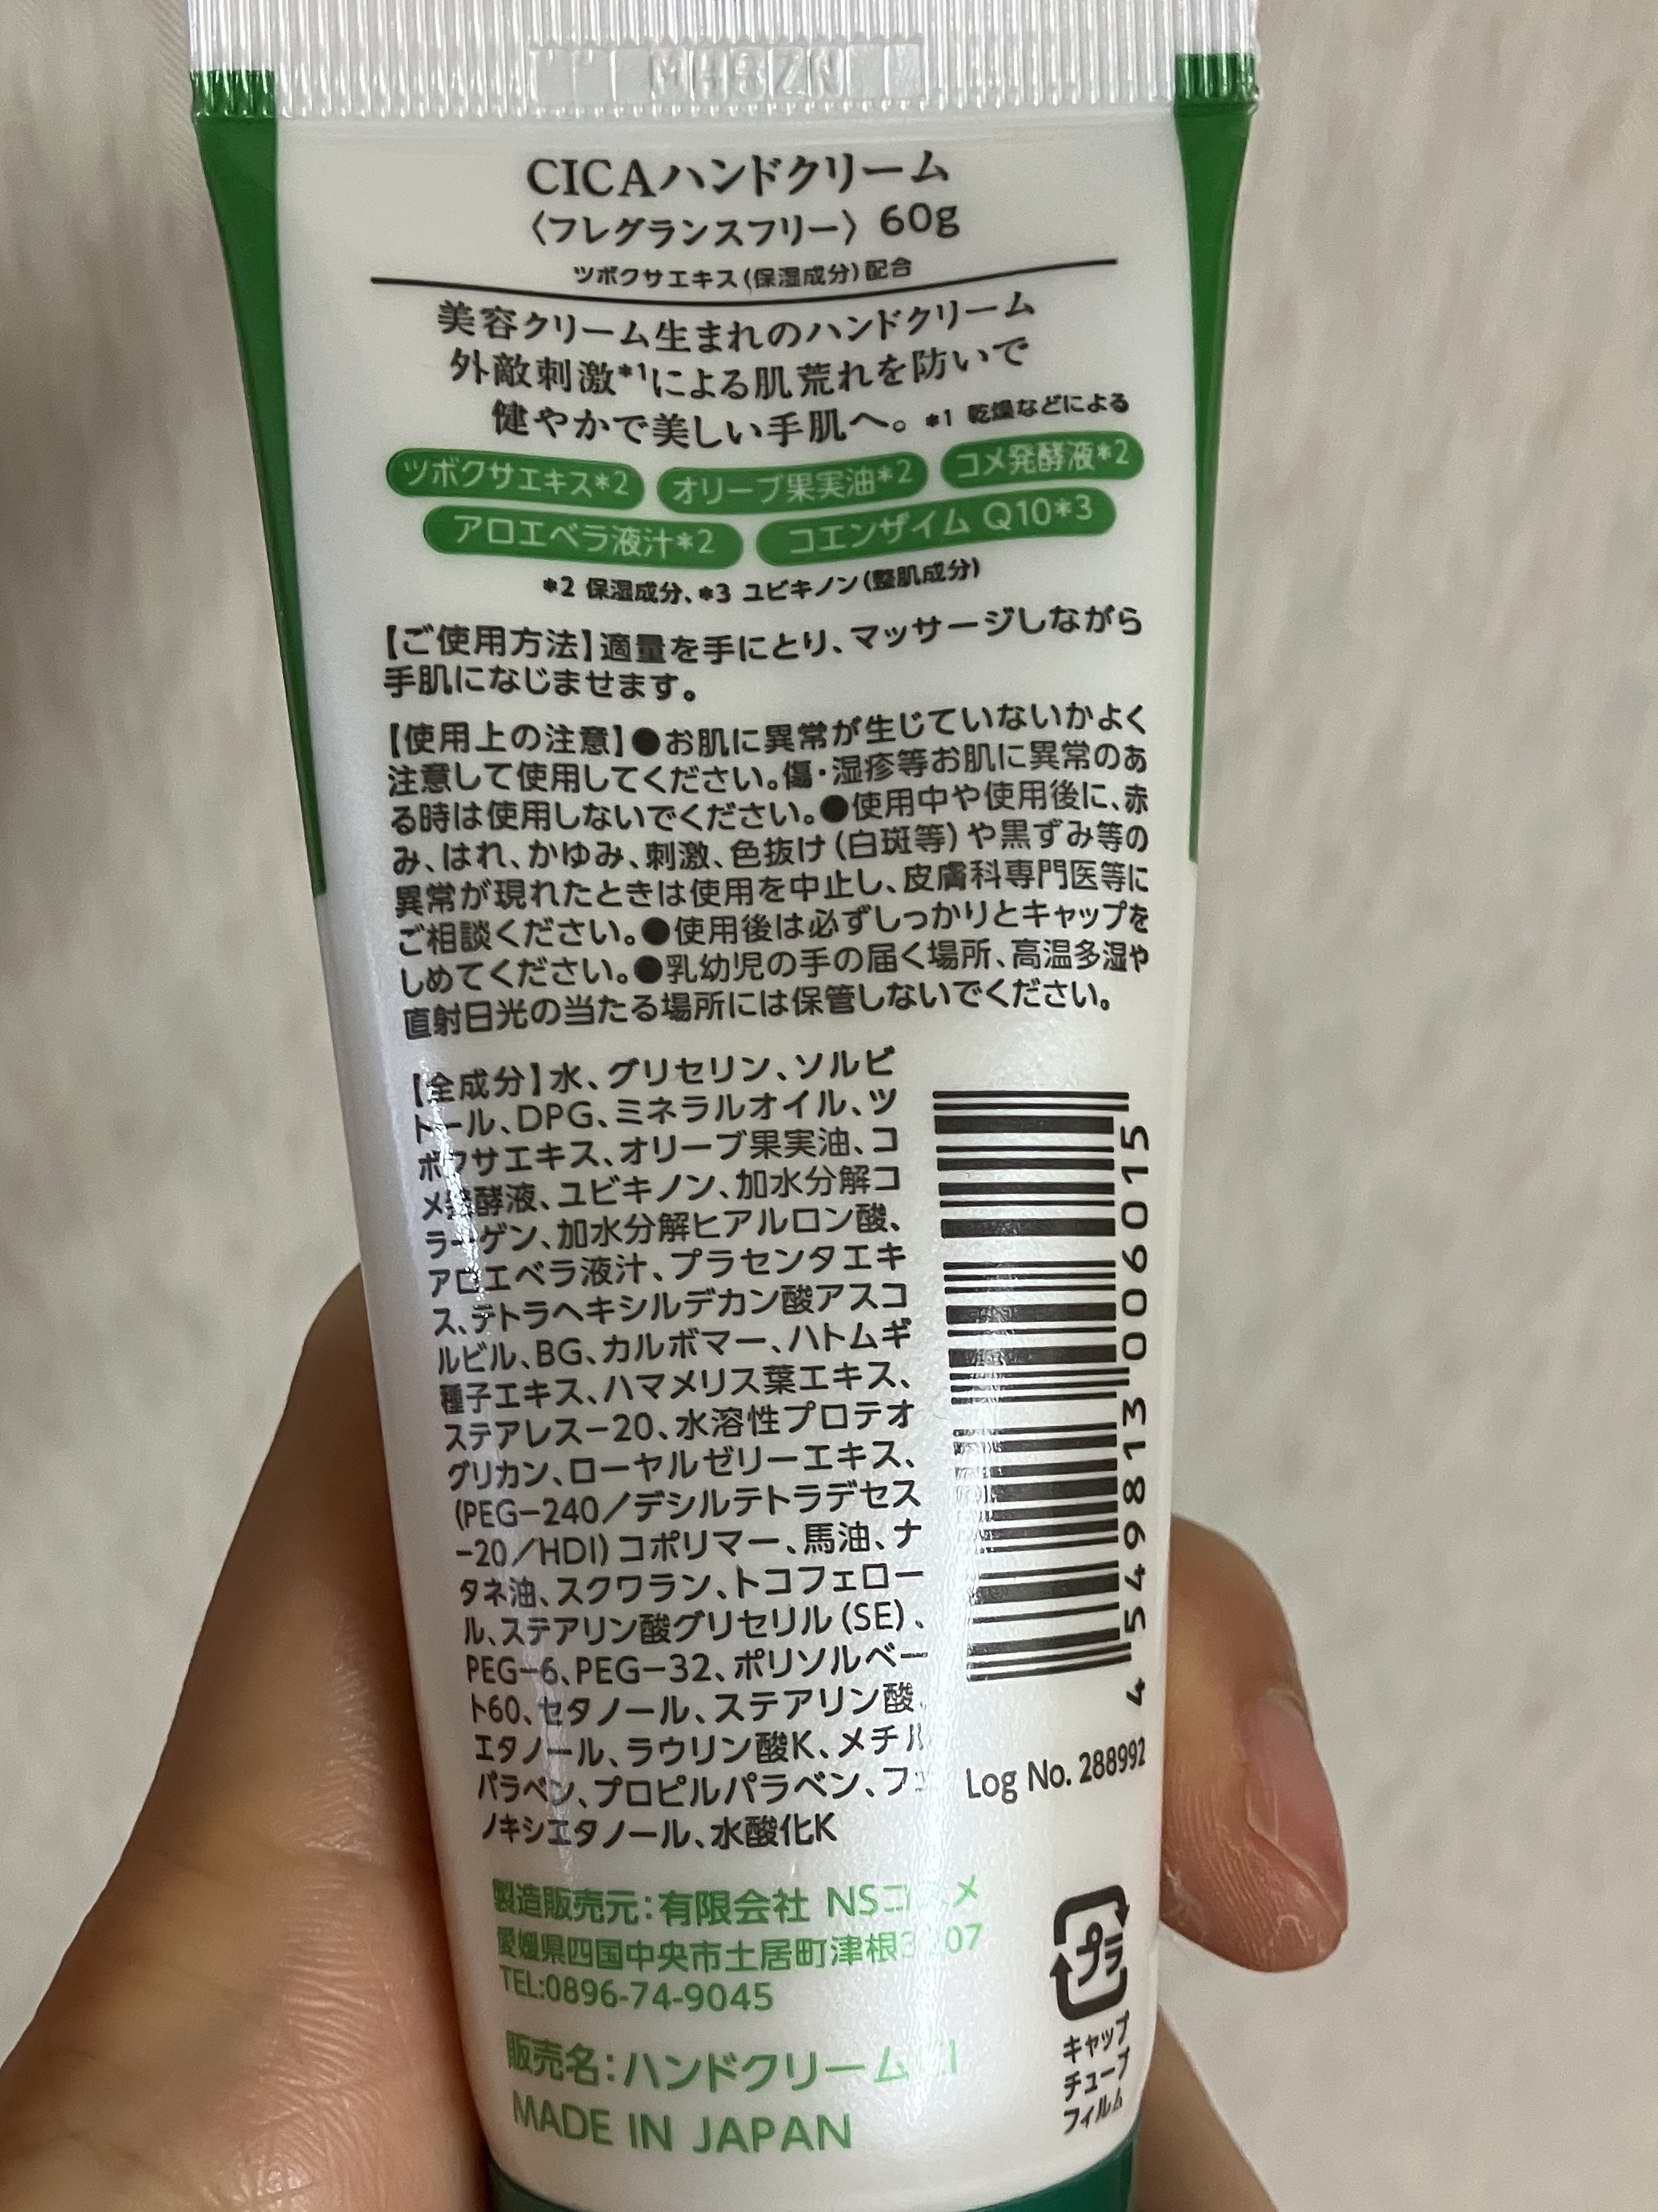 CICAハンドクリーム
〈フレグランスフリー〉60g
ツボクサエキス(保湿成分)配合
美容クリーム生まれのハンドクリーム
外敵刺激*1による肌荒れを防いで
健やかで美しい手肌へ。*1 乾燥などによる
ツボクサエキス*2 オリーブ果実油*2 コメ発酵液*2
アロエベラ液汁*2 コエンザイム Q10*3
*2 保湿成分、*3 ユビキノン(整肌成分)
【ご使用方法】適量を手にとり、マッサージしながら
手肌になじませます。
【使用上の注意】●お肌に異常が生じていないかよく
注意して使用してください。傷・湿疹等お肌に異常のあ
る時は使用しないでください。●使用中や使用後に、赤
み、はれ、かゆみ、刺激、色抜け(白斑等)や黒ずみ等の
異常が現れたときは使用を中止し、皮膚科専門医等に
ご相談ください。●使用後は必ずしっかりとキャップを
しめてください。●乳幼児の手の届く場所、高温多湿や
直射日光の当たる場所には保管しないでください。
【全成分】水、グリセリン、ソルビ
トール、DPG、ミネラルオイル、ツ
ボクサエキス、オリーブ果実油、コ
メ発酵液、ユビキノン、加水分解コ
ラーゲン、加水分解ヒアルロン酸、
アロエベラ液汁、プラセンタエキ
ス、テトラヘキシルデカン酸アスコ
ルビル、BG、カルボマー、ハトムギ
種子エキス、ハマメリス葉エキス、
ステアレス-20、水溶性プロテオ
グリカン、ローヤルゼリーエキス、
(PEG-240/デシルテトラデセス
-20/HDI)コポリマー、馬油、ナ
タネ油、スクワラン、トコフェロー
ル、ステアリン酸グリセリル(SE)、
PEG-6、PEG-32、ポリソルベー
ト60、セタノール、ステアリン酸、
エタノール、ラウリン酸K、メチル
パラベン、プロピルパラベン、フェ
ノキシエタノール、水酸化K
4 549813 006015
Log No. 288992
製造販売元:有限会社 NSコスメ
愛媛県四国中央市土居町津根
TEL:0896-74-9045
販売名:ハンドクリーム
MADE IN JAPAN
プラ
キャップ
チューブ
フィルム